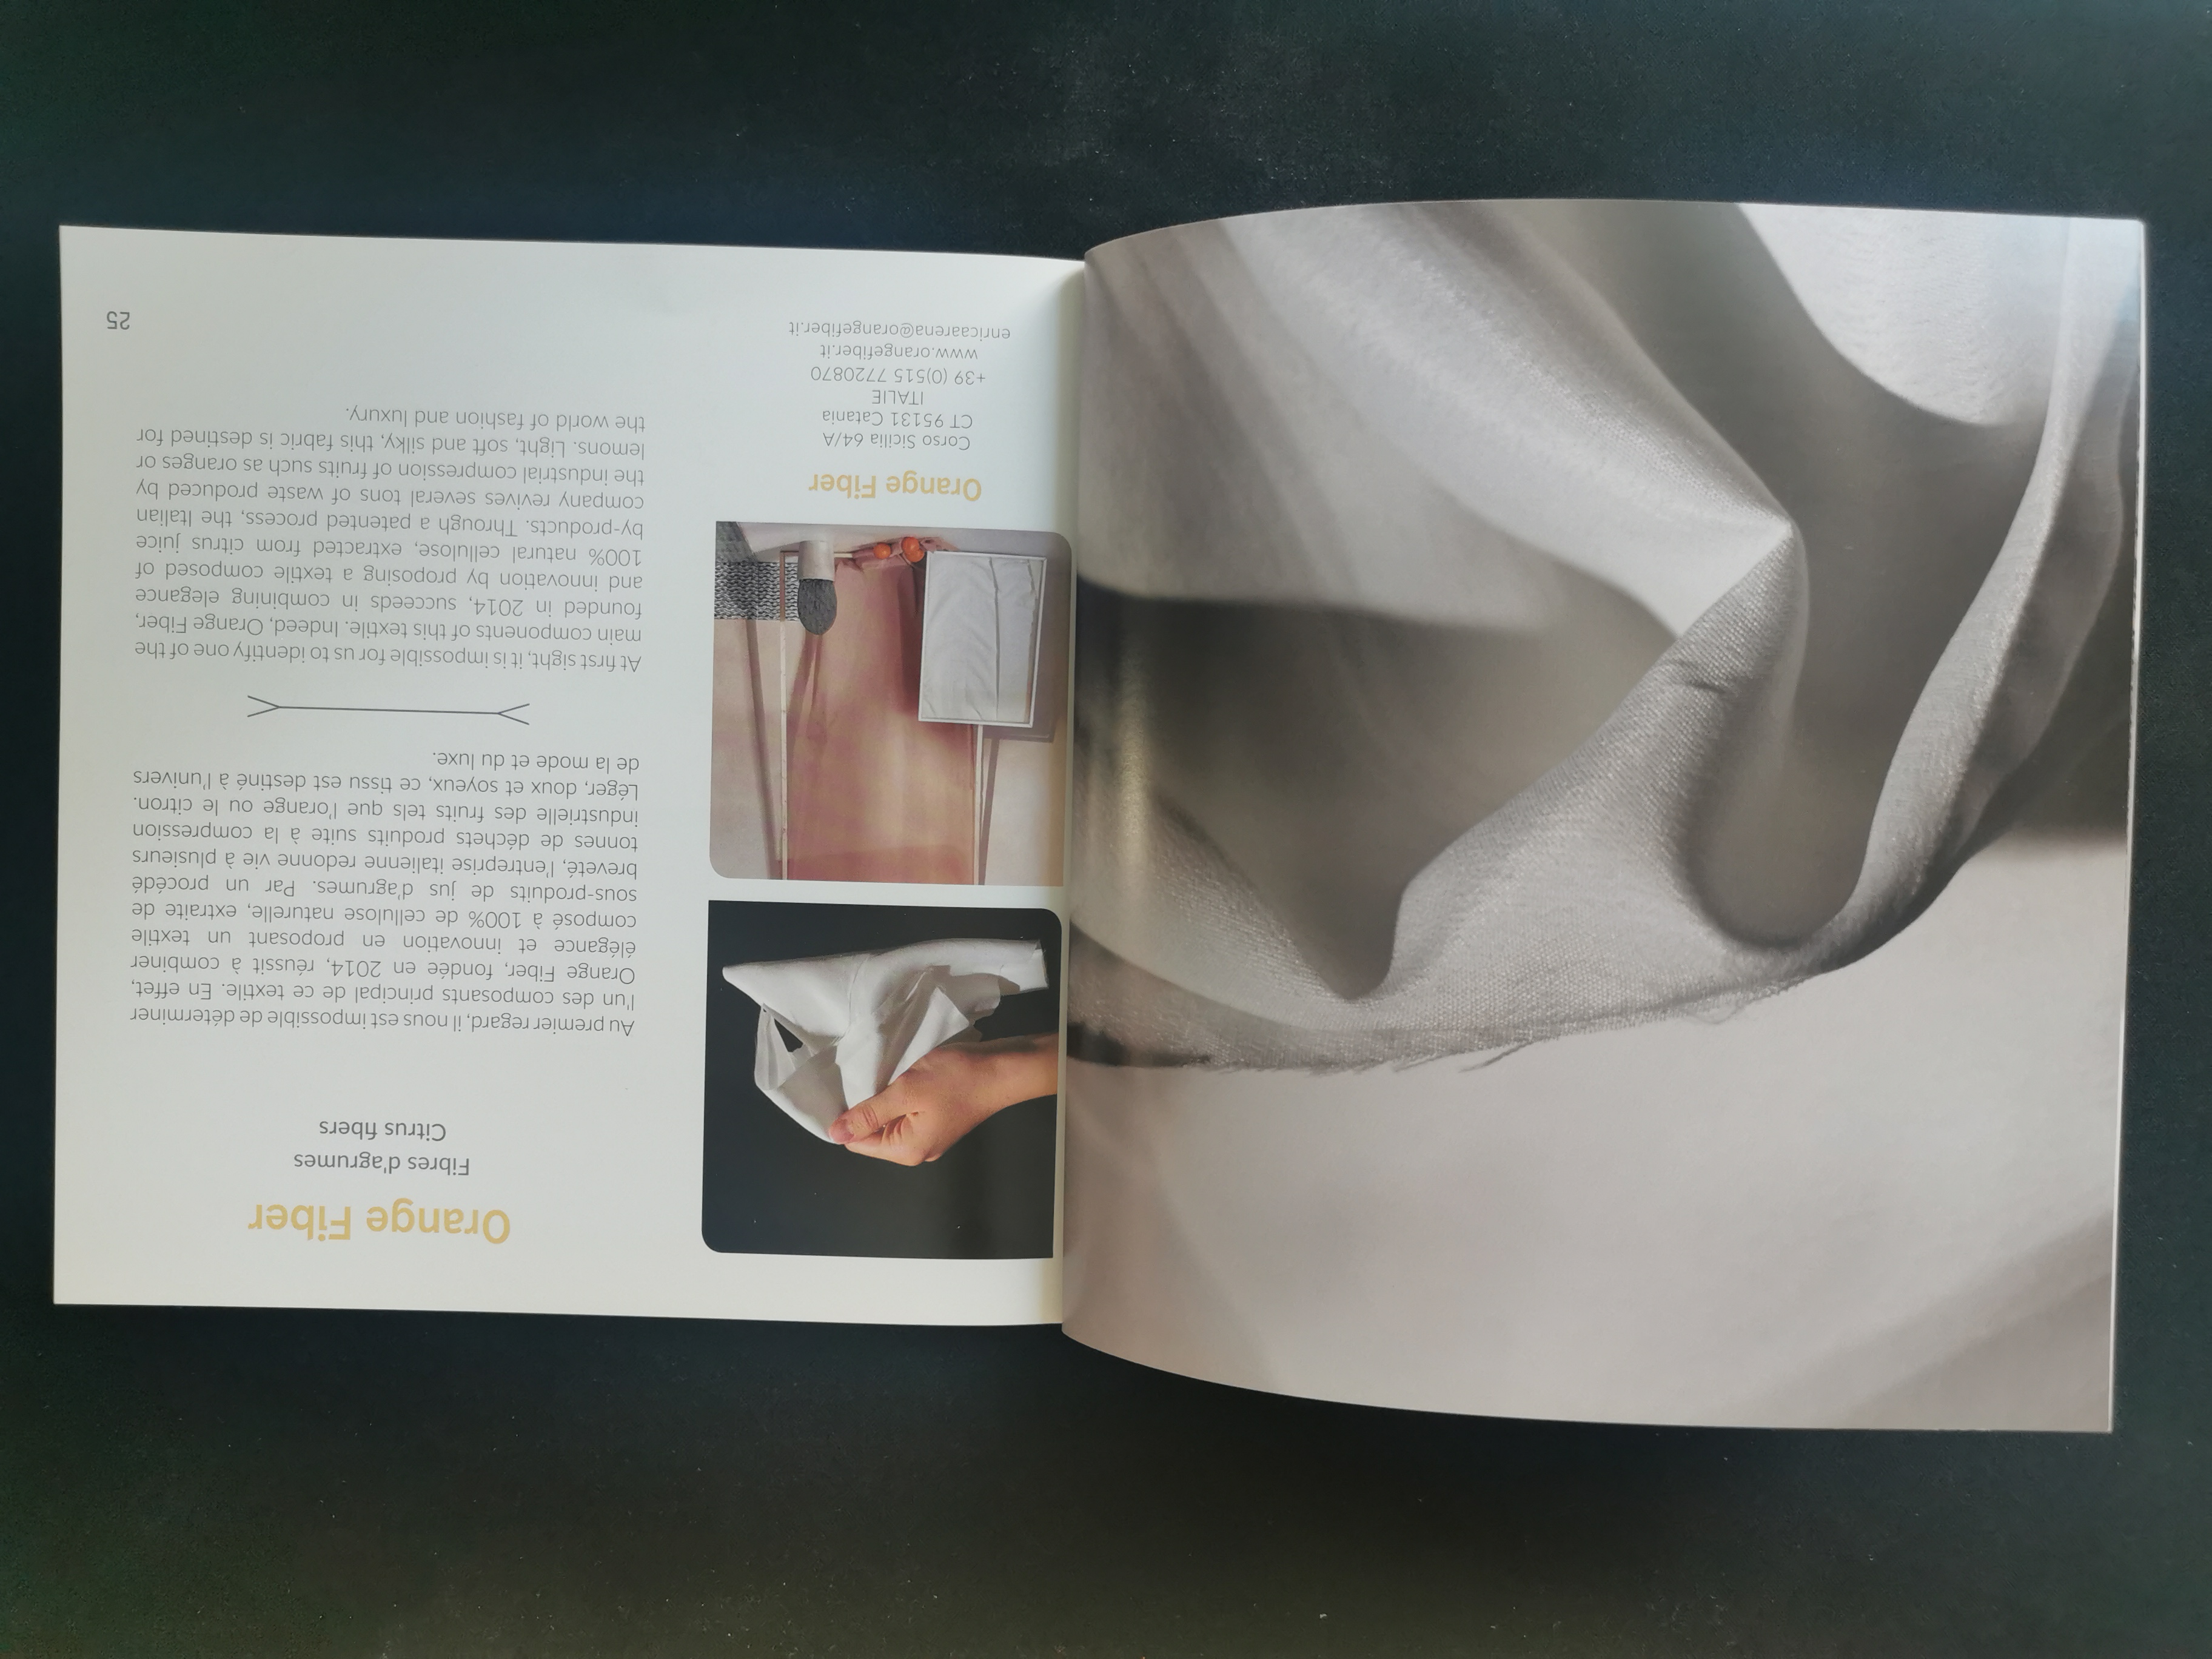 Orange Fiber
Fibres d'agrumes
Citrus fibers
Au premier regard, il nous est impossible de déterminer
l'un des composants principal de ce textile. En effet,
Orange Fiber, fondée en 2014, réussit à combiner
élégance et innovation en proposant un textile
composé à 100% de cellulose naturelle, extraite de
sous-produits de jus d'agrumes. Par un procédé
breveté, l'entreprise italienne redonne vie à plusieurs
tonnes de déchets produits suite à la compression
industrielle des fruits tels que l'orange ou le citron.
Léger, doux et soyeux, ce tissu est destiné à l'univers
de la mode et du luxe.
At first sight, it is impossible for us to identify one of the
main components of this textile. Indeed, Orange Fiber,
founded in 2014, succeeds in combining elegance
and innovation by proposing a textile composed of
100% natural cellulose, extracted from citrus juice
by-products. Through a patented process, the Italian
company revives several tons of waste produced by
the industrial compression of fruits such as oranges or
lemons. Light, soft and silky, this fabric is destined for
the world of fashion and luxury.
Orange Fiber
Corso Sicilia 64/A
CT 95131 Catania
ITALIE
+39 (0)515 7720870
www.orangefiber.it
enricaarena@orangefiber.it
25